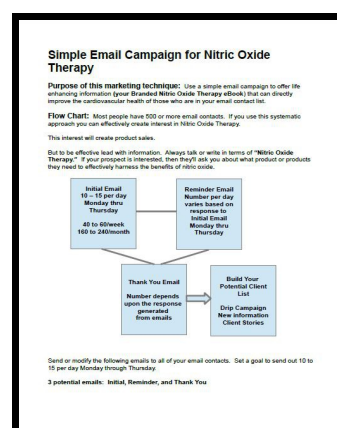 Simple Email Campaign for Nitric Oxide
Therapy
Purpose of this marketing technique: Use a simple email campaign to offer life
enhancing information (your Branded Nitric Oxide Therapy eBook) that can directly
improve the cardiovascular health of those who are in your email contact list.
Flow Chart: Most people have 500 or more email contacts. If you use this systematic
approach you can effectively create interest in Nitric Oxide Therapy.
This interest will create product sales.
But to be effective lead with information. Always talk or write in terms of "Nitric Oxide
Therapy." If your prospect is interested, then they'll ask you about what product or products
they need to effectively harness the benefits of nitric oxide.
Initial Email
10 – 15 per day
Monday thru
Thursday
40 to 60/week
160 to 240/month
Reminder Email
Number per day
varies based on
response to
Initial Email
Monday thru
Thursday
Thank You Email
Number depends
upon the response
generated
from emails
Build Your
Potential Client
List
Drip Campaign
New information
Client Stories
Send or modify the following emails to all of your email contacts. Set a goal to send out 10 to
15 per day Monday through Thursday.
3 potential emails: Initial, Reminder, and Thank You